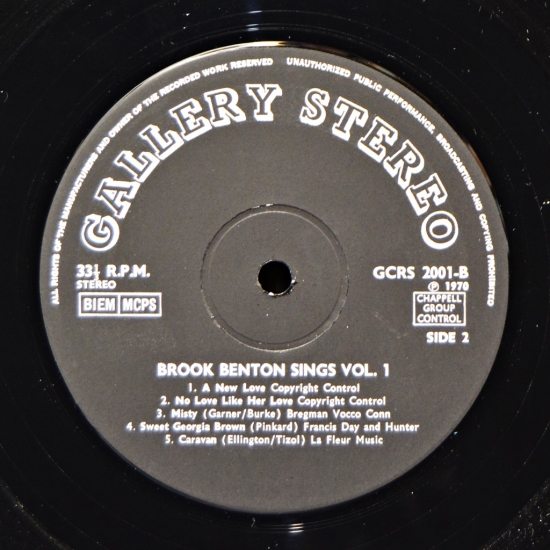 ALL RIGHTS OF THE MANUFACTURERS AND OWNER OF THE RECORDED WORK RESERVED UNAUTHORIZED PUBLIC PERFORMANCE, BROADCASTING AND COPYING PROHIBITED
GALLERY STEREO
33⅓ R.P.M.
STEREO
BIEM MCPS
GCRS 2001-B
Ⓟ 1970
CHAPPELL
GROUP
CONTROL
SIDE 2
BROOK BENTON SINGS VOL. 1
1. A New Love Copyright Control
2. No Love Like Her Love Copyright Control
3. Misty (Garner/Burke) Bregman Vocco Conn
4. Sweet Georgia Brown (Pinkard) Francis Day and Hunter
5. Caravan (Ellington/Tizol) La Fleur Music